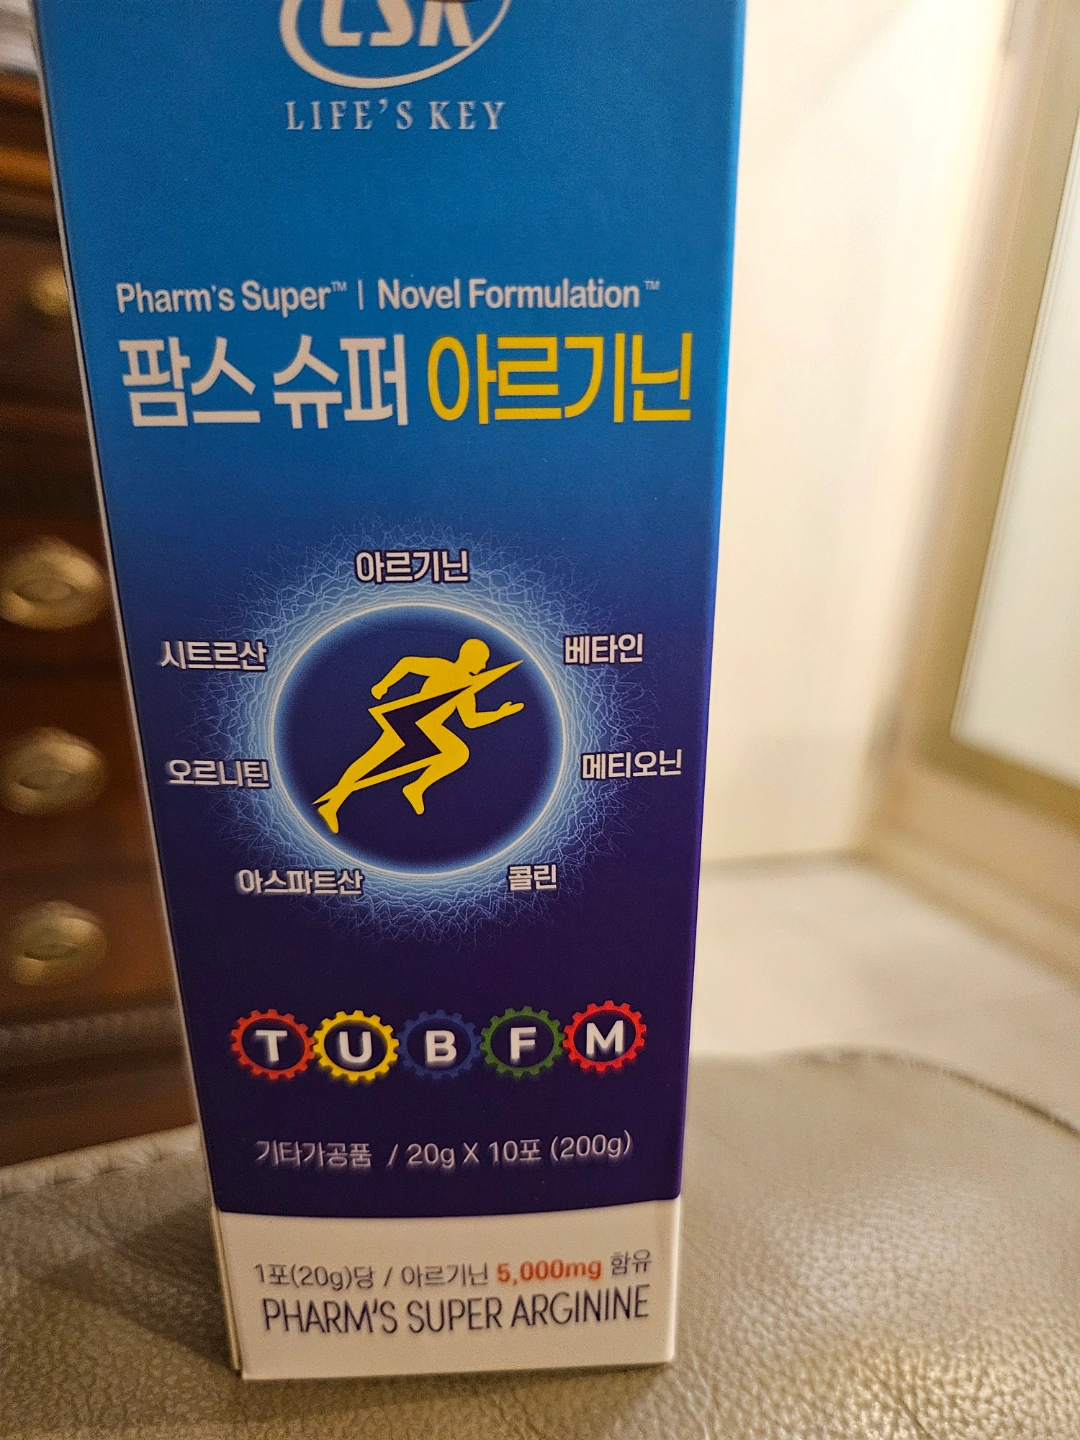 LSK
LIFE'S KEY
Pharm's Super™ | Novel Formulation™
팜스 슈퍼 아르기닌
아르기닌
시트르산
베타인
오르니틴
메티오닌
아스파트산
콜린
T U B F M
기타가공품 / 20g X 10포 (200g)
1포(20g)당 / 아르기닌 5,000mg 함유
PHARM'S SUPER ARGININE